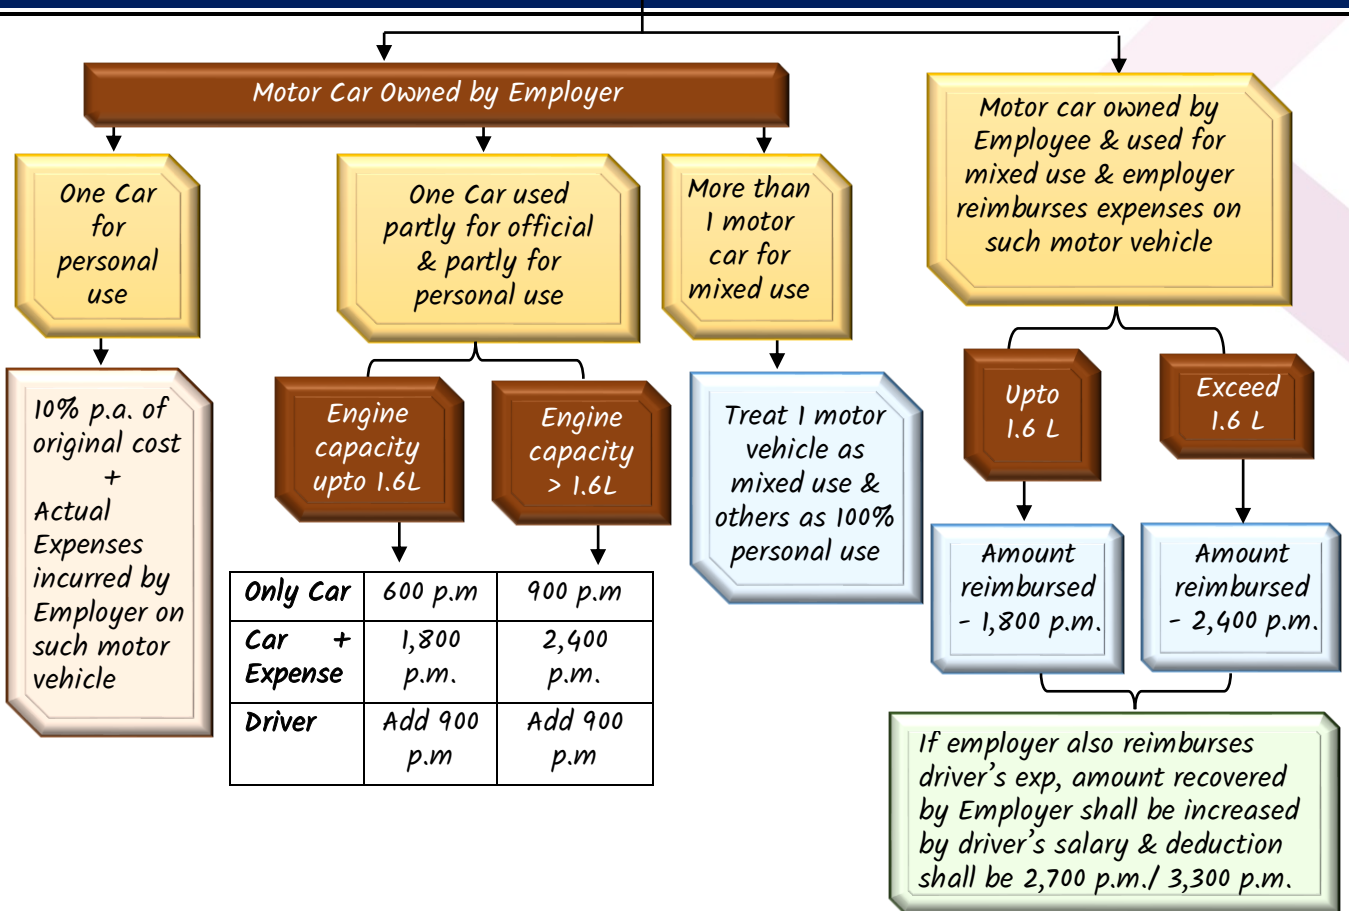 Motor Car Owned by Employer
One Car
for
personal
use
10% p.a. of
original cost
+
Actual
Expenses
incurred by
Employer on
such motor
vehicle
One Car used
partly for official
& partly for
personal use
Engine
capacity
upto 1.6L
Engine
capacity
> 1.6L
Only Car 600 p.m 900 p.m
Car + 1,800 2,400
Expense p.m. p.m.
Driver Add 900 Add 900
p.m p.m
More than
1 motor
car for
mixed use
Treat 1 motor
vehicle as
mixed use &
others as 100%
personal use
Motor car owned by
Employee & used for
mixed use & employer
reimburses expenses on
such motor vehicle
Upto
1.6 L
Exceed
1.6 L
Amount
reimbursed
- 1,800 p.m.
Amount
reimbursed
- 2,400 p.m.
If employer also reimburses
driver's exp, amount recovered
by Employer shall be increased
by driver's salary & deduction
shall be 2,700 p.m./ 3,300 p.m.